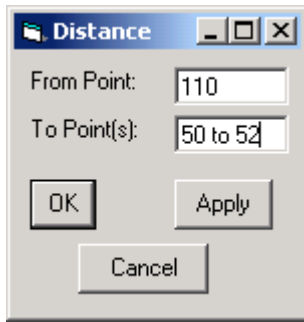 Distance
From Point: 110
To Point(s): 50 to 52
OK Apply
Cancel